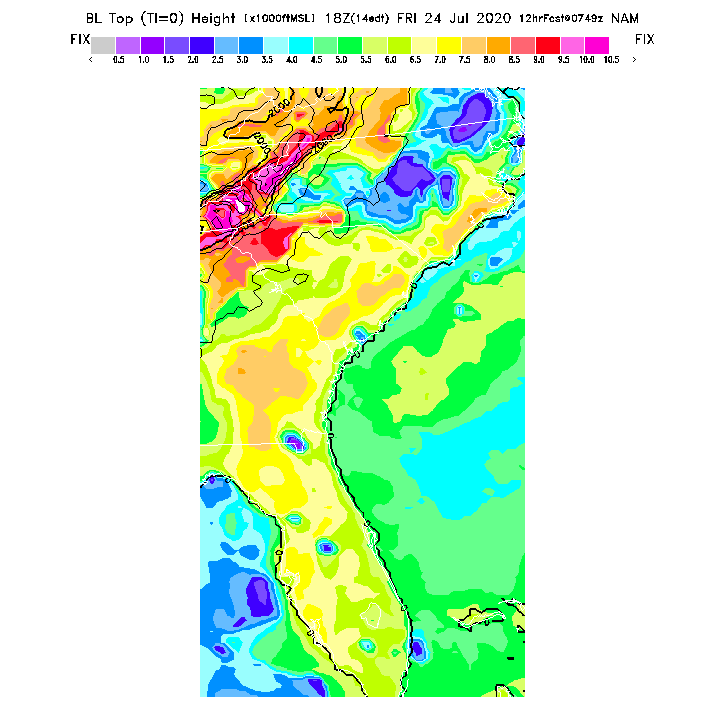 BL Top (TI=0) Height [x1000ftMSL] 18Z(14edt) FRI 24 Jul 2020 12hrFcst@0749z NAM
FIX FIX
< 0.5 1.0 1.5 2.0 2.5 3.0 3.5 4.0 4.5 5.0 5.5 6.0 6.5 7.0 7.5 8.0 8.5 9.0 9.5 10.0 10.5 >
2000
2000